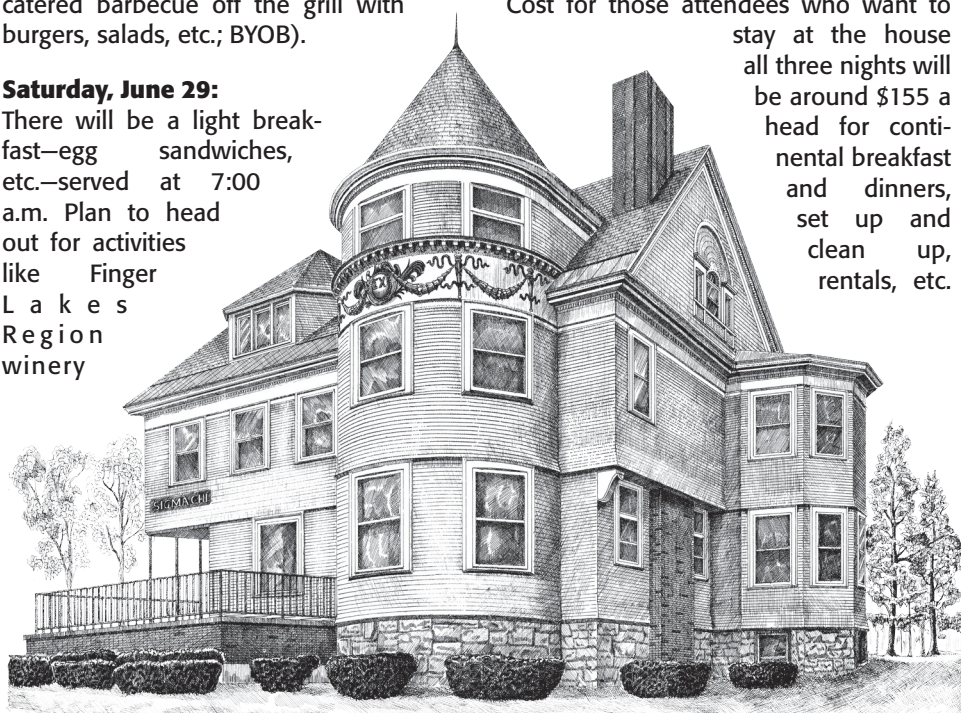 catered barbecue off the grill with
burgers, salads, etc.; BYOB).
Saturday, June 29:
There will be a light break-
fast—egg sandwiches,
etc.—served at 7:00
a.m. Plan to head
out for activities
like Finger
Lakes
Region
winery
Cost for those attendees who want to
stay at the house
all three nights will
be around $155 a
head for conti-
nental breakfast
and dinners,
set up and
clean up,
rentals, etc.
ΣΧ
SIGMA CHI